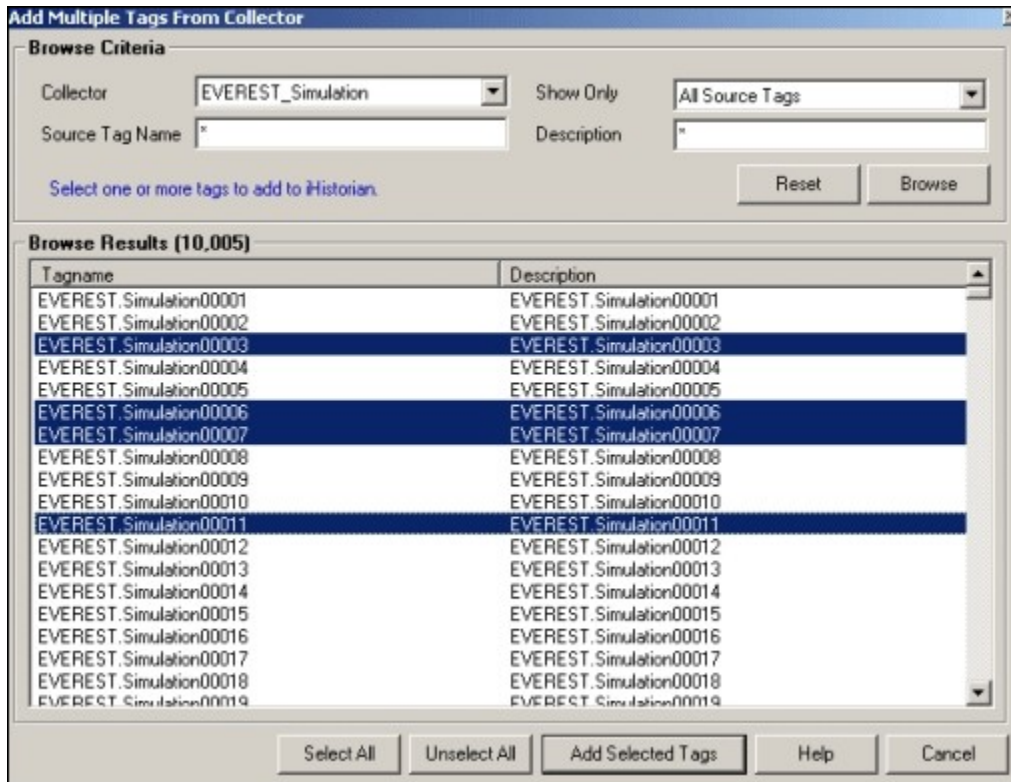 Add Multiple Tags From Collector
Browse Criteria
Collector EVEREST_Simulation Show Only All Source Tags
Source Tag Name * Description *
Select one or more tags to add to iHistorian.
Reset Browse
Browse Results (10,005)
Tagname Description
EVEREST.Simulation00001 EVEREST.Simulation00001
EVEREST.Simulation00002 EVEREST.Simulation00002
EVEREST.Simulation00003 EVEREST.Simulation00003
EVEREST.Simulation00004 EVEREST.Simulation00004
EVEREST.Simulation00005 EVEREST.Simulation00005
EVEREST.Simulation00006 EVEREST.Simulation00006
EVEREST.Simulation00007 EVEREST.Simulation00007
EVEREST.Simulation00008 EVEREST.Simulation00008
EVEREST.Simulation00009 EVEREST.Simulation00009
EVEREST.Simulation00010 EVEREST.Simulation00010
EVEREST.Simulation00011 EVEREST.Simulation00011
EVEREST.Simulation00012 EVEREST.Simulation00012
EVEREST.Simulation00013 EVEREST.Simulation00013
EVEREST.Simulation00014 EVEREST.Simulation00014
EVEREST.Simulation00015 EVEREST.Simulation00015
EVEREST.Simulation00016 EVEREST.Simulation00016
EVEREST.Simulation00017 EVEREST.Simulation00017
EVEREST.Simulation00018 EVEREST.Simulation00018
EVEREST.Simulation00019 EVEREST.Simulation00019
Select All Unselect All Add Selected Tags Help Cancel